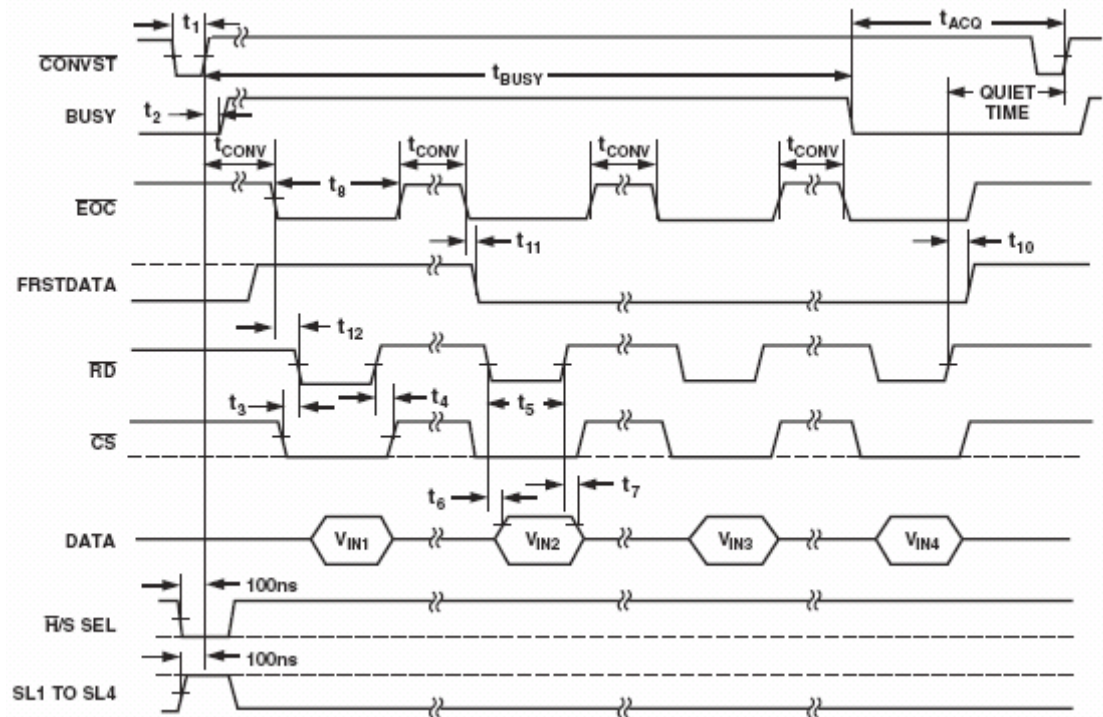 t1
tACQ
CONVST
tBUSY
QUIET
TIME
BUSY
t2
tCONV
tCONV
tCONV
tCONV
t8
EOC
t11
t10
FRSTDATA
t12
RD
t3
t4
t5
CS
t6
t7
DATA
VIN1
VIN2
VIN3
VIN4
100ns
H/S SEL
100ns
SL1 TO SL4